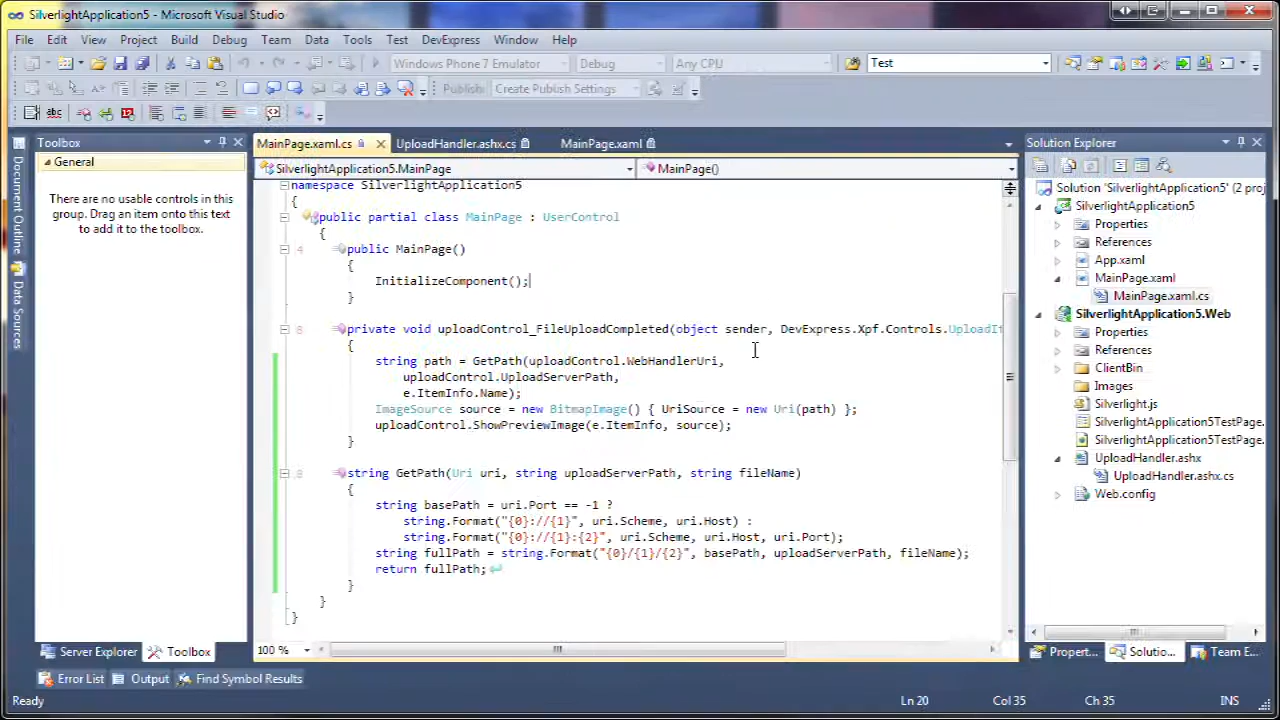 SilverlightApplication5 - Microsoft Visual Studio
File Edit View Project Build Debug Team Data Tools Test DevExpress Window Help
Windows Phone 7 Emulator Debug Any CPU Test
Publish: Create Publish Settings
abc
Toolbox
General
There are no usable controls in this
group. Drag an item onto this text
to add it to the toolbox.
Document Outline
Data Sources
MainPage.xaml.cs UploadHandler.ashx.cs MainPage.xaml
SilverlightApplication5.MainPage MainPage()
namespace SilverlightApplication5
{
public partial class MainPage : UserControl
{
public MainPage()
{
InitializeComponent();
}
private void uploadControl_FileUploadCompleted(object sender, DevExpress.Xpf.Controls.UploadIt
{
string path = GetPath(uploadControl.WebHandlerUri,
uploadControl.UploadServerPath,
e.ItemInfo.Name);
ImageSource source = new BitmapImage() { UriSource = new Uri(path) };
uploadControl.ShowPreviewImage(e.ItemInfo, source);
}
string GetPath(Uri uri, string uploadServerPath, string fileName)
{
string basePath = uri.Port == -1 ?
string.Format("{0}://{1}", uri.Scheme, uri.Host) :
string.Format("{0}://{1}:{2}", uri.Scheme, uri.Host, uri.Port);
string fullPath = string.Format("{0}/{1}/{2}", basePath, uploadServerPath, fileName);
return fullPath;
}
}
}
100 %
Solution Explorer
Solution 'SilverlightApplication5' (2 proj
SilverlightApplication5
Properties
References
App.xaml
MainPage.xaml
MainPage.xaml.cs
SilverlightApplication5.Web
Properties
References
ClientBin
Images
Silverlight.js
SilverlightApplication5TestPage.
SilverlightApplication5TestPage.
UploadHandler.ashx
UploadHandler.ashx.cs
Web.config
Server Explorer Toolbox
Propert... Solutio... Team E...
Error List Output Find Symbol Results
Ready Ln 20 Col 35 Ch 35 INS